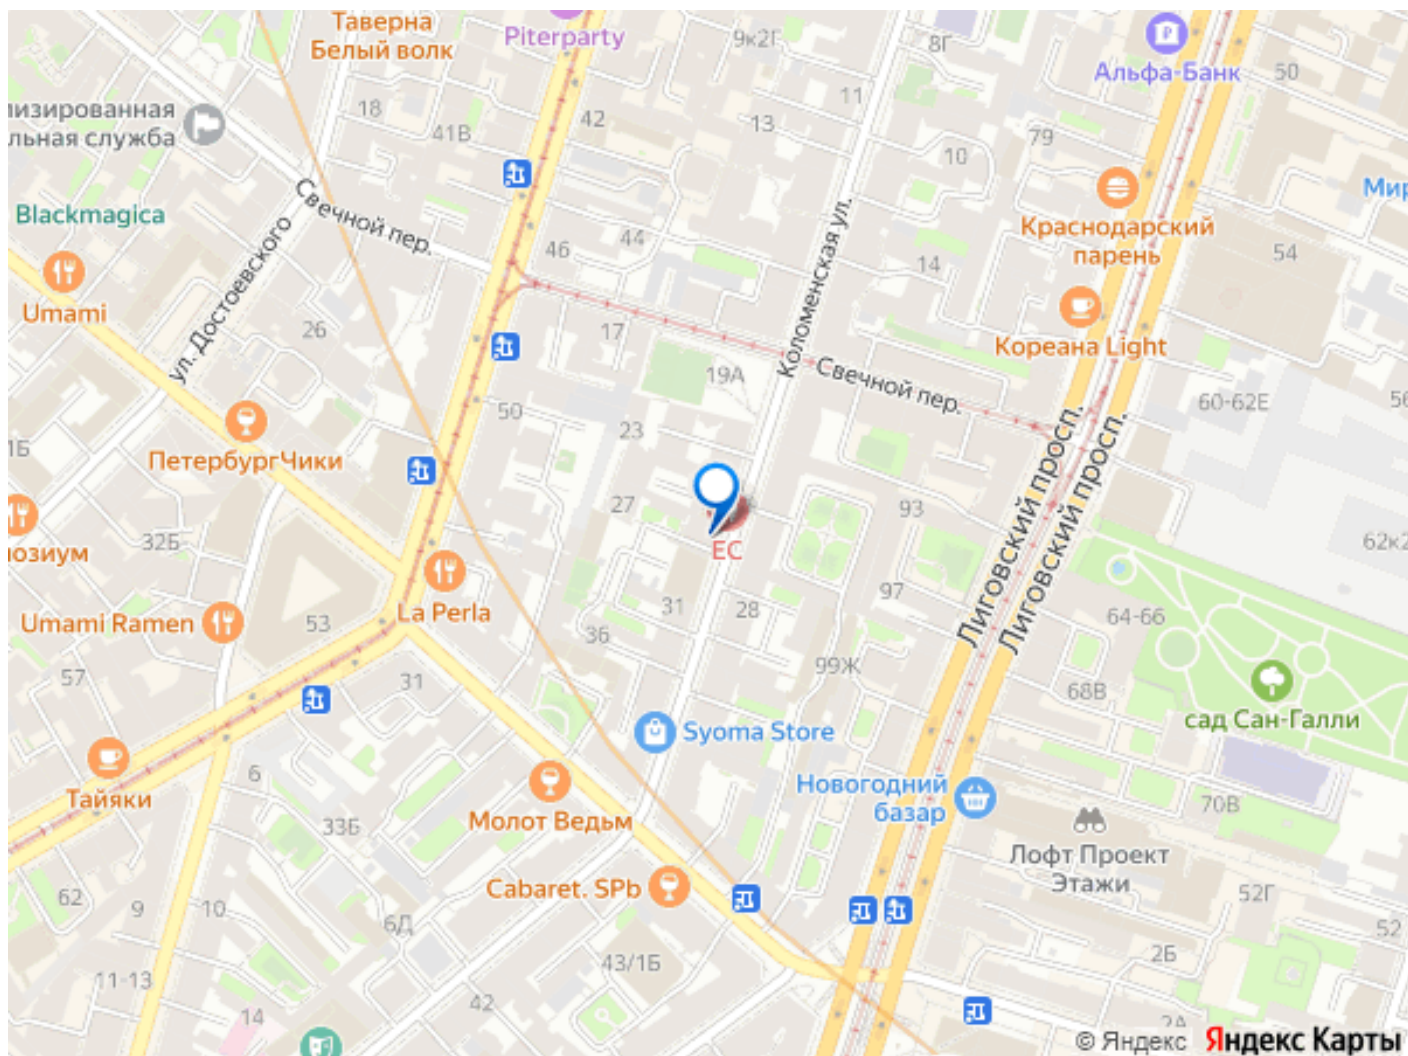 Таверна
Белый волк
Piterparty
9к2Г
8Г
Альфа-Банк
50
лизированная
льная служба
18
41В
42
11
13
79
10
Краснодарский
парень
Мир
Blackmagica
Свечной пер.
Коломенская ул.
54
46
44
14
Umami
ул. Достоевского
26
17
Кореана Light
19А
Свечной пер.
60-62Е
56
1Б
50
23
ПетербургЧики
Лиговский просп.
Лиговский просп.
27
93
62к2
позиум
32Б
ЕС
Umami Ramen
53
La Perla
31
28
97
64-66
36
57
31
99Ж
68В
сад Сан-Галли
Syoma Store
6
Тайяки
Новогодний
базар
70В
33Б
Молот Ведьм
Лофт Проект
Этажи
62
9
10
Cabaret. SPb
52Г
6Д
52
11-13
43/1Б
2Б
42
14
2А
© Яндекс
Яндекс Карты